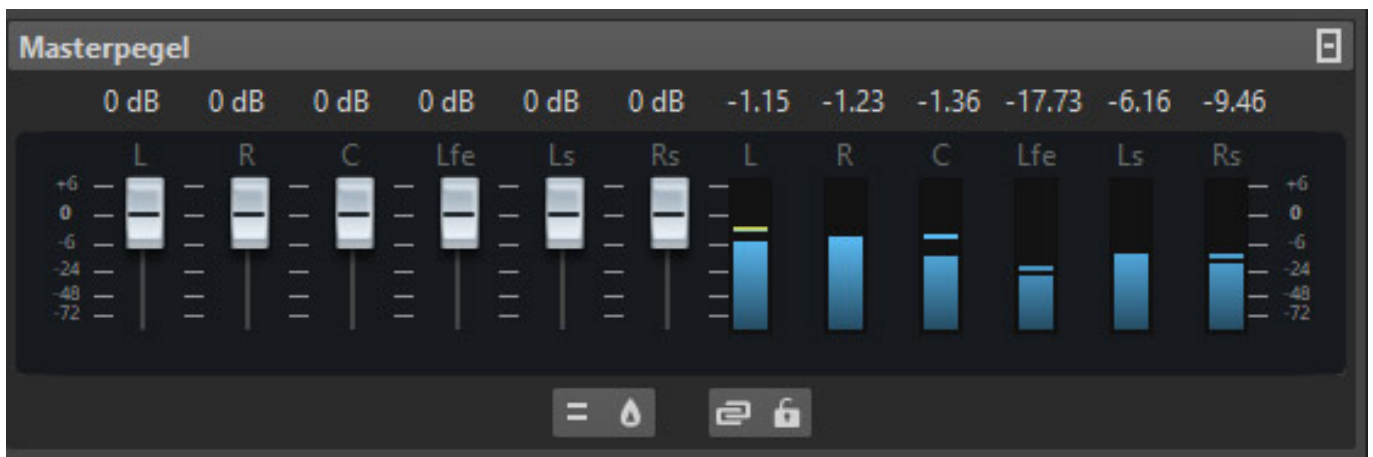 Masterpegel
0 dB 0 dB 0 dB 0 dB 0 dB 0 dB -1.15 -1.23 -1.36 -17.73 -6.16 -9.46
L R C Lfe Ls Rs L R C Lfe Ls Rs
+6 +6
0 0
-6 -6
-24 -24
-48 -48
-72 -72